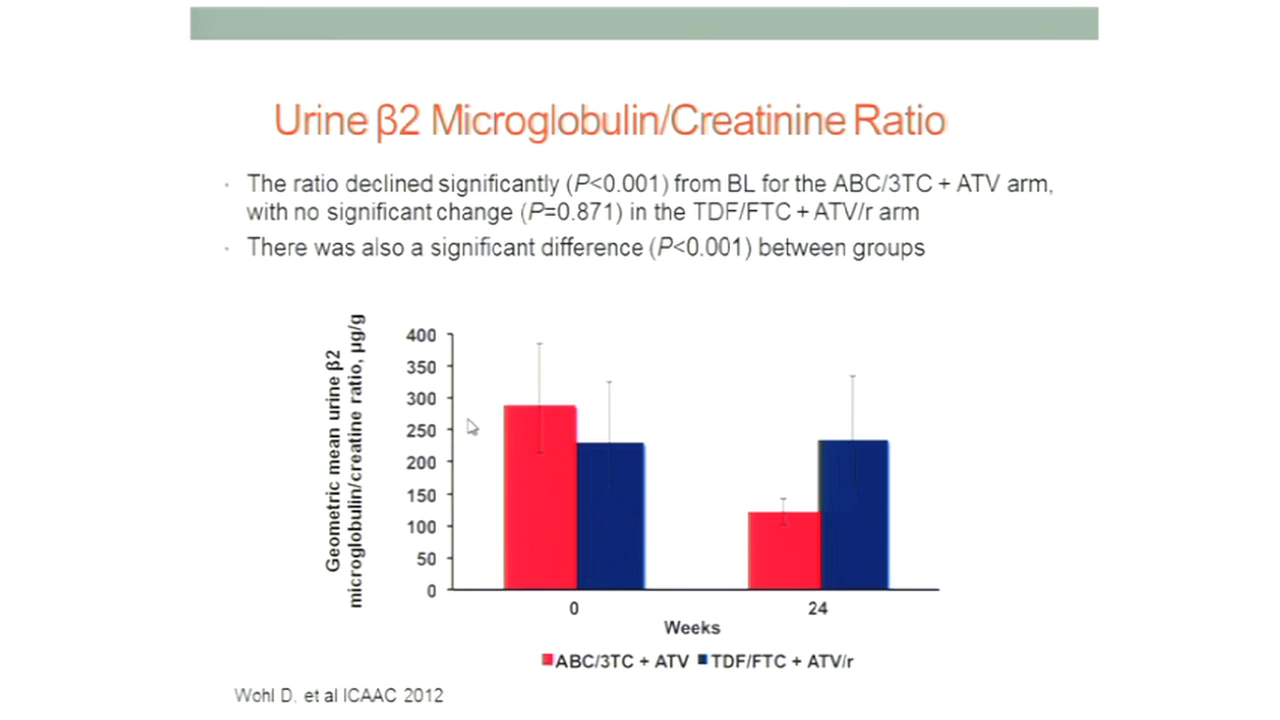 Urine β2 Microglobulin/Creatinine Ratio
The ratio declined significantly (P<0.001) from BL for the ABC/3TC + ATV arm,
with no significant change (P=0.871) in the TDF/FTC + ATV/r arm
There was also a significant difference (P<0.001) between groups
Geometric mean urine β2
microglobulin/creatine ratio, µg/g
400
350
300
250
200
150
100
50
0
0
24
Weeks
ABC/3TC + ATV
TDF/FTC + ATV/r
Wohl D. et al ICAAC 2012